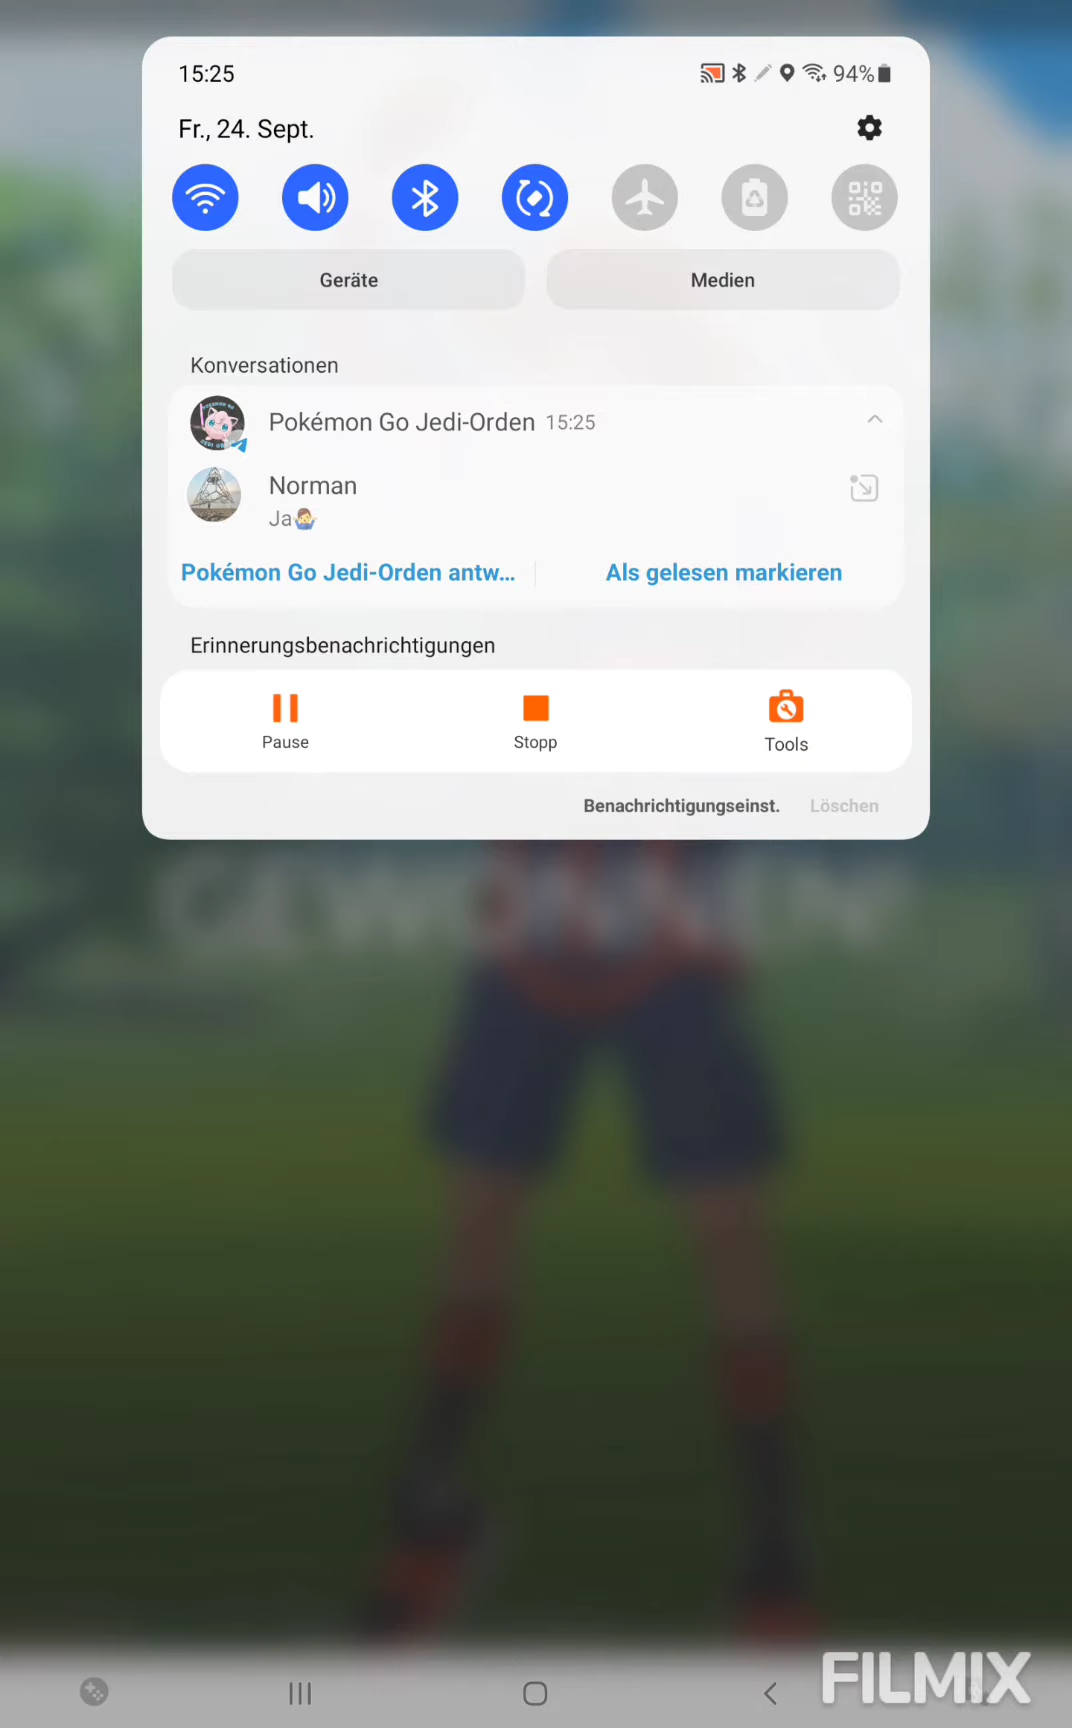 15:25 94%
Fr., 24. Sept.
Geräte Medien
Konversationen
Pokémon Go Jedi-Orden 15:25
Norman
Ja🤷‍♂️
Pokémon Go Jedi-Orden antw... Als gelesen markieren
Erinnerungsbenachrichtigungen
Pause Stopp Tools
Benachrichtigungseinst. Löschen
GEWONNEN!
FILMIX